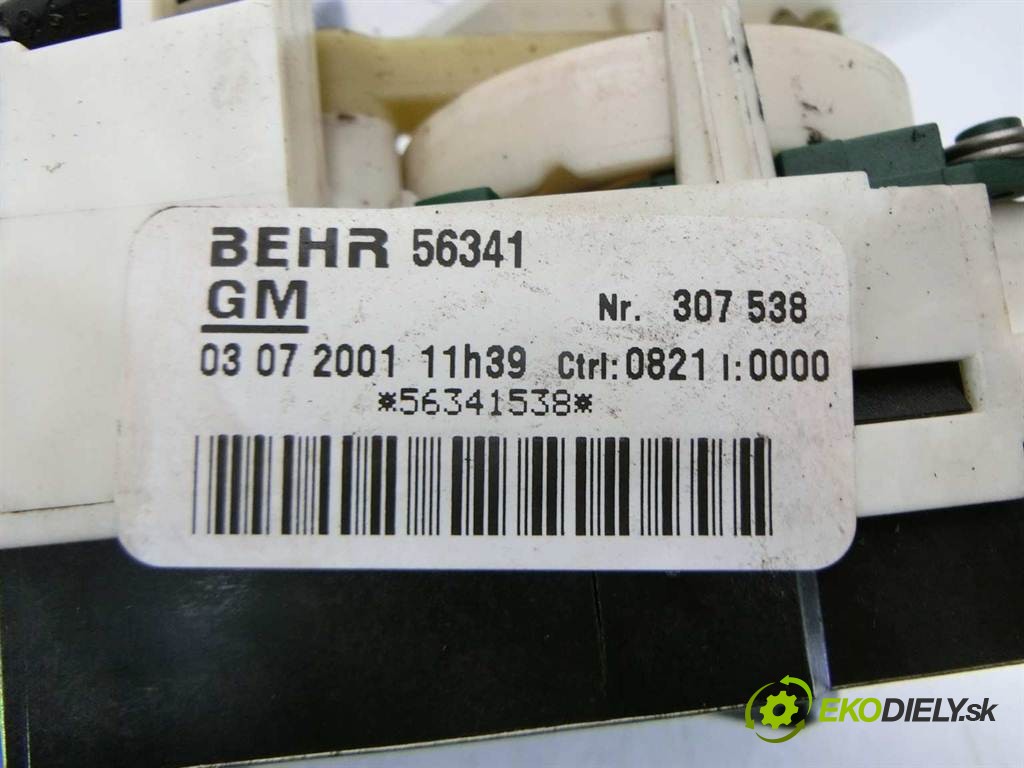 BEHR 56341
GM Nr. 307 538
03 07 2001 11h39 Ctrl:0821 I:0000
*56341538*
EKODIELY.sk